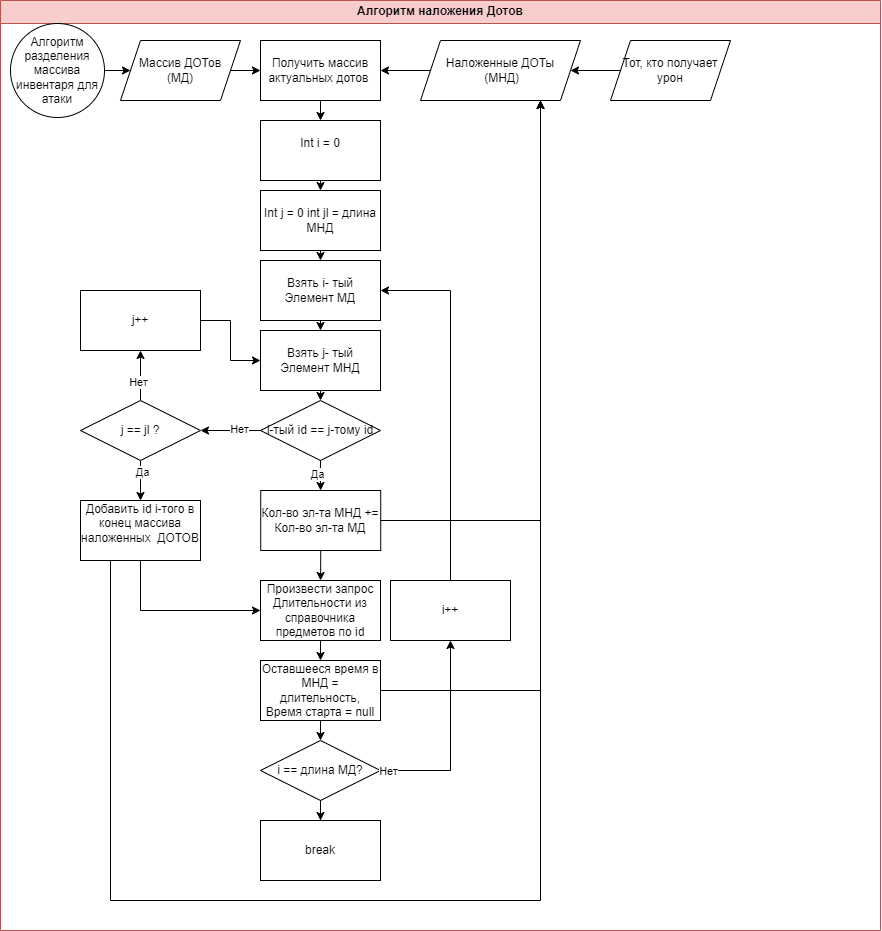 Алгоритм наложения Дотов
Алгоритм
разделения
массива
инвентаря для
атаки
Массив ДОТов
(МД)
Получить массив
актуальных дотов
Наложенные ДОТы
(МНД)
Тот, кто получает
урон
Int i = 0
Int j = 0 int jl = длина
МНД
Взять i- тый
Элемент МД
j++
Взять j- тый
Элемент МНД
Нет
j == jl ?
Нет
i-тый id == j-тому id
Да
Да
Добавить id i-того в
конец массива
наложенных ДОТОВ
Кол-во эл-та МНД +=
Кол-во эл-та МД
Произвести запрос
Длительности из
справочника
предметов по id
i++
Оставшееся время в
МНД =
длительность,
Время старта = null
i == длина МД?
Нет
break